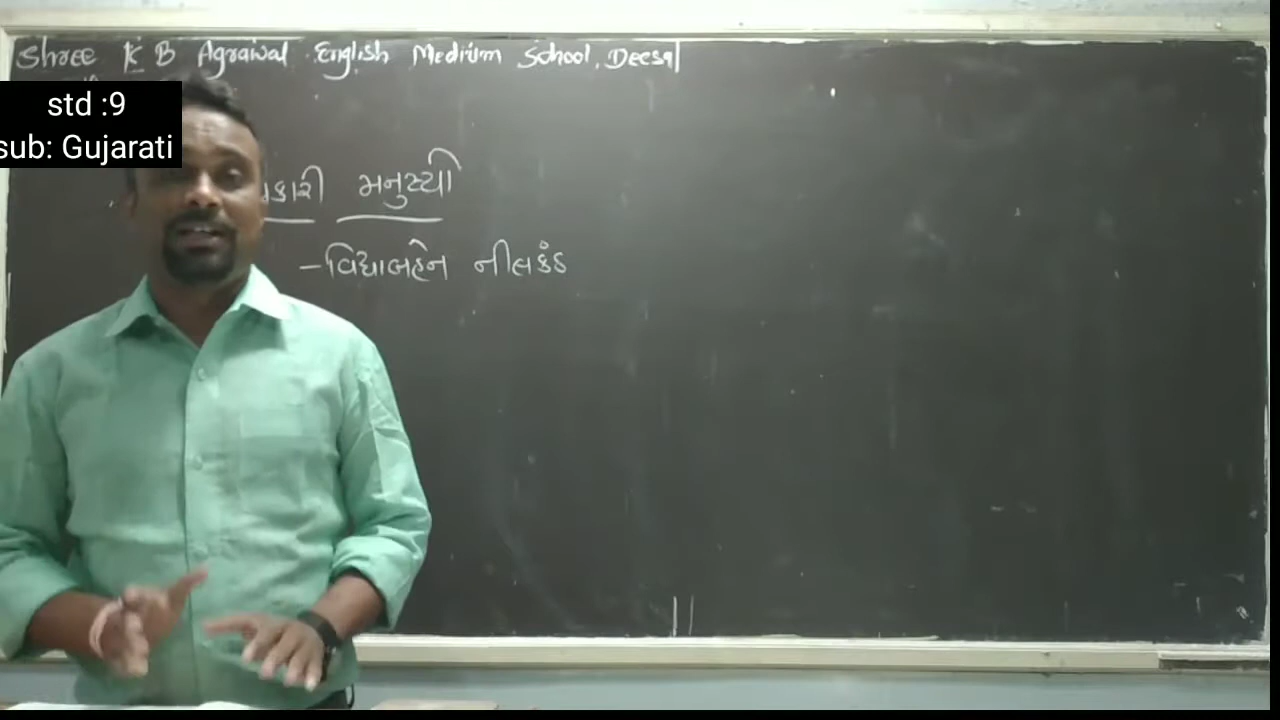 Shree K B Agrawal English Medium School, Deesa
std :9
sub: Gujarati
કારી મનુષ્યો
-વિદ્યાબહેન નીલકંઠ